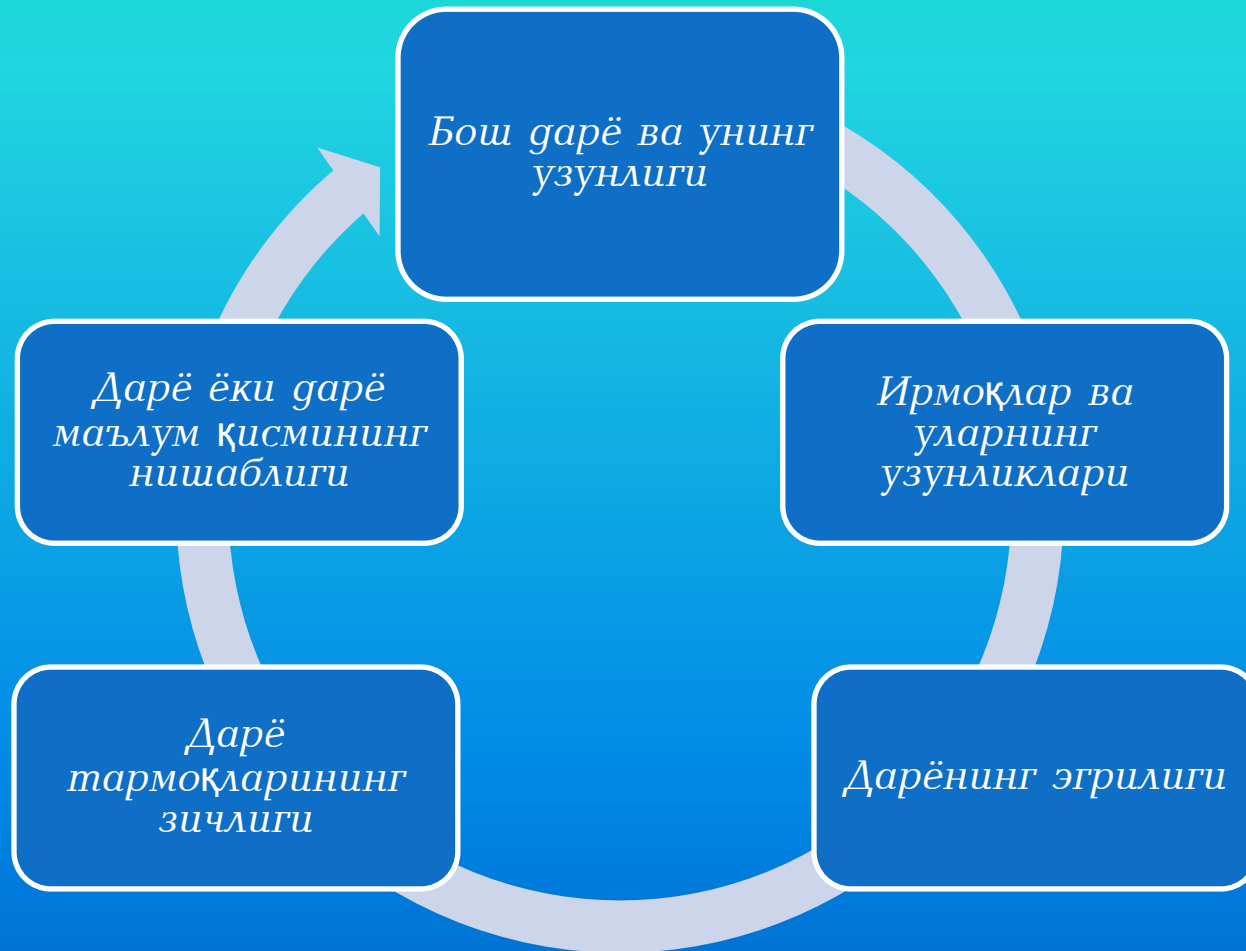 Бош дарё ва унинг
узунлиги
Ирмоқлар ва
уларнинг
узунликлари
Дарёнинг эгрилиги
Дарё
тармоқларининг
зичлиги
Дарё ёки дарё
маълум қисмининг
нишаблиги